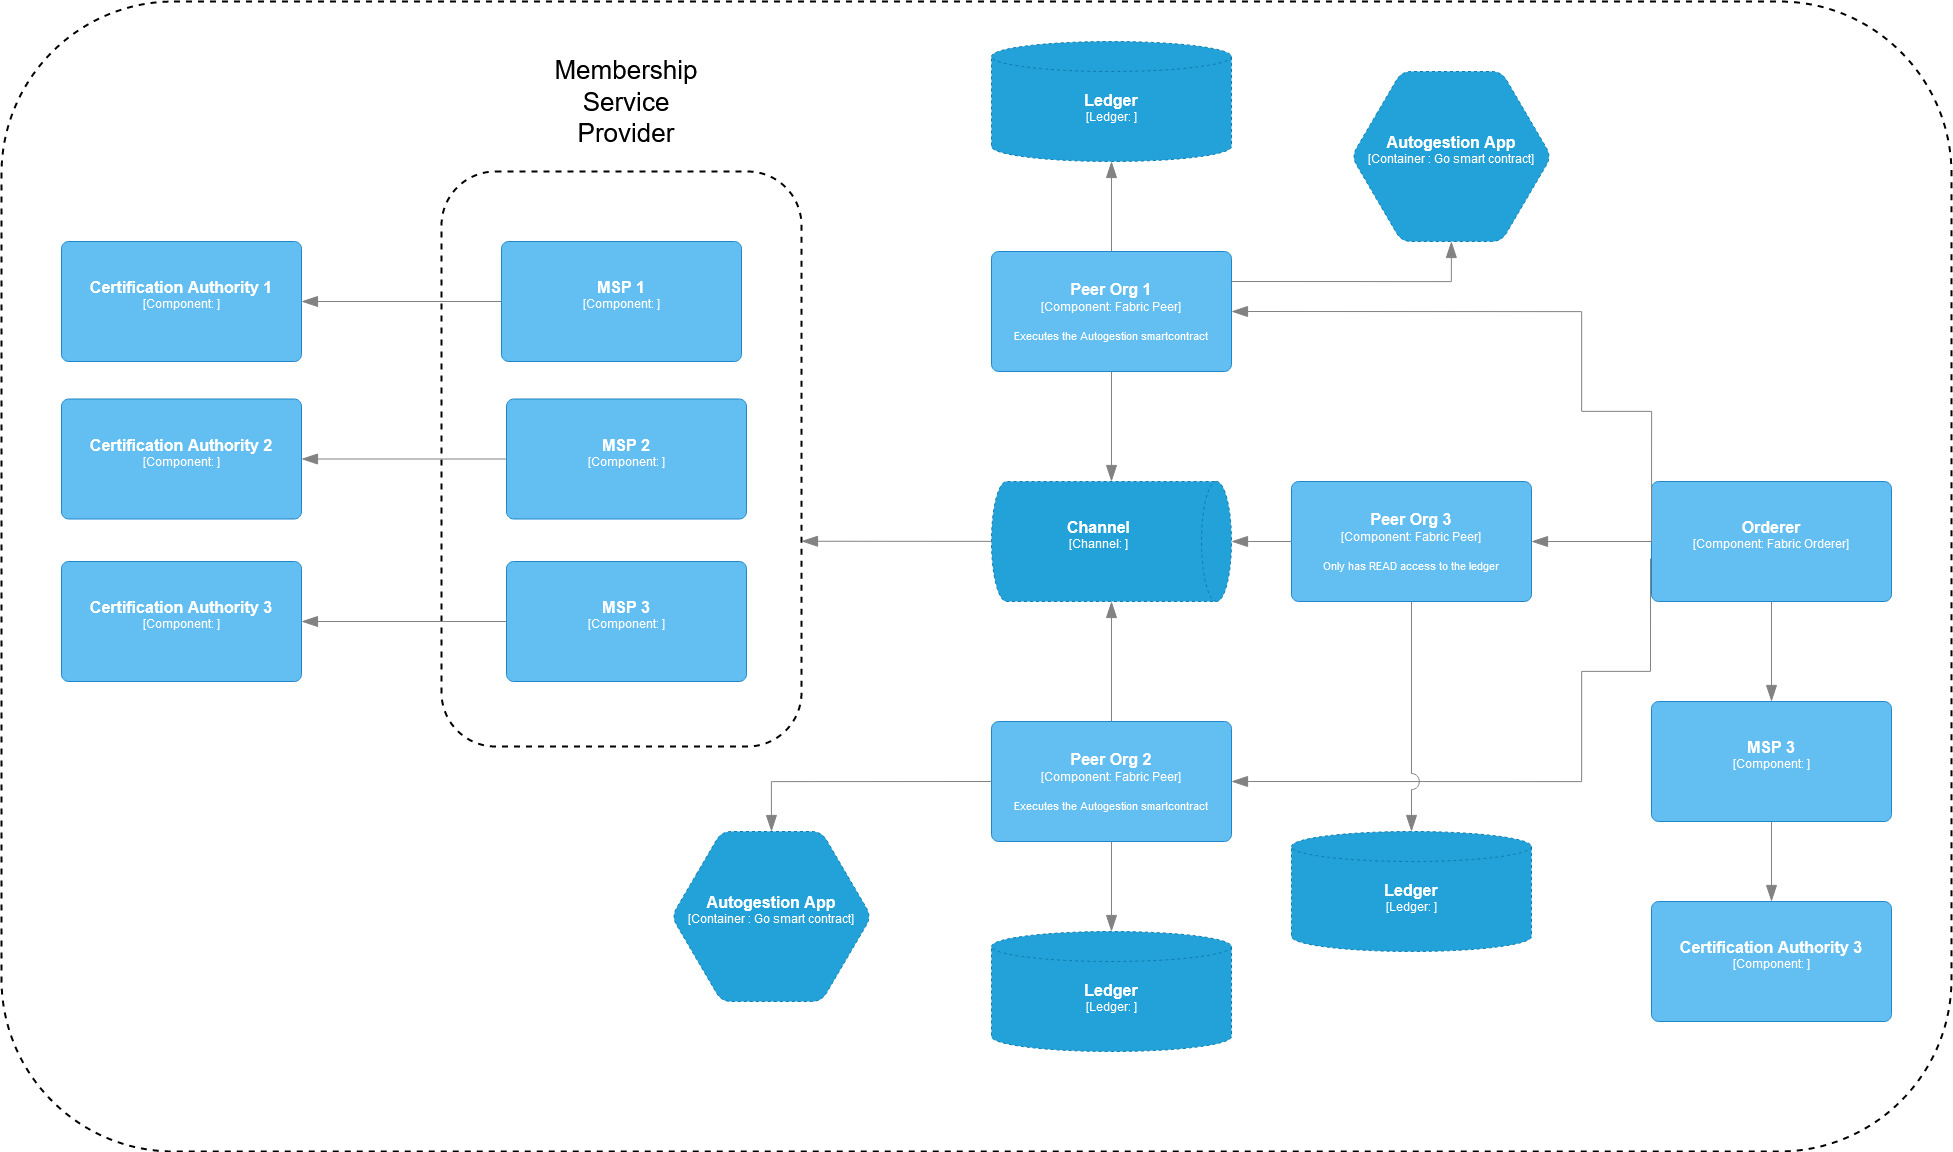 Membership
Service
Provider
Ledger
[Ledger: ]
Autogestion App
[Container : Go smart contract]
Certification Authority 1
[Component: ]
MSP 1
[Component: ]
Peer Org 1
[Component: Fabric Peer]
Executes the Autogestion smartcontract
Certification Authority 2
[Component: ]
MSP 2
[Component: ]
Channel
[Channel: ]
Peer Org 3
[Component: Fabric Peer]
Only has READ access to the ledger
Orderer
[Component: Fabric Orderer]
Certification Authority 3
[Component: ]
MSP 3
[Component: ]
Peer Org 2
[Component: Fabric Peer]
Executes the Autogestion smartcontract
MSP 3
[Component: ]
Autogestion App
[Container : Go smart contract]
Ledger
[Ledger: ]
Ledger
[Ledger: ]
Certification Authority 3
[Component: ]